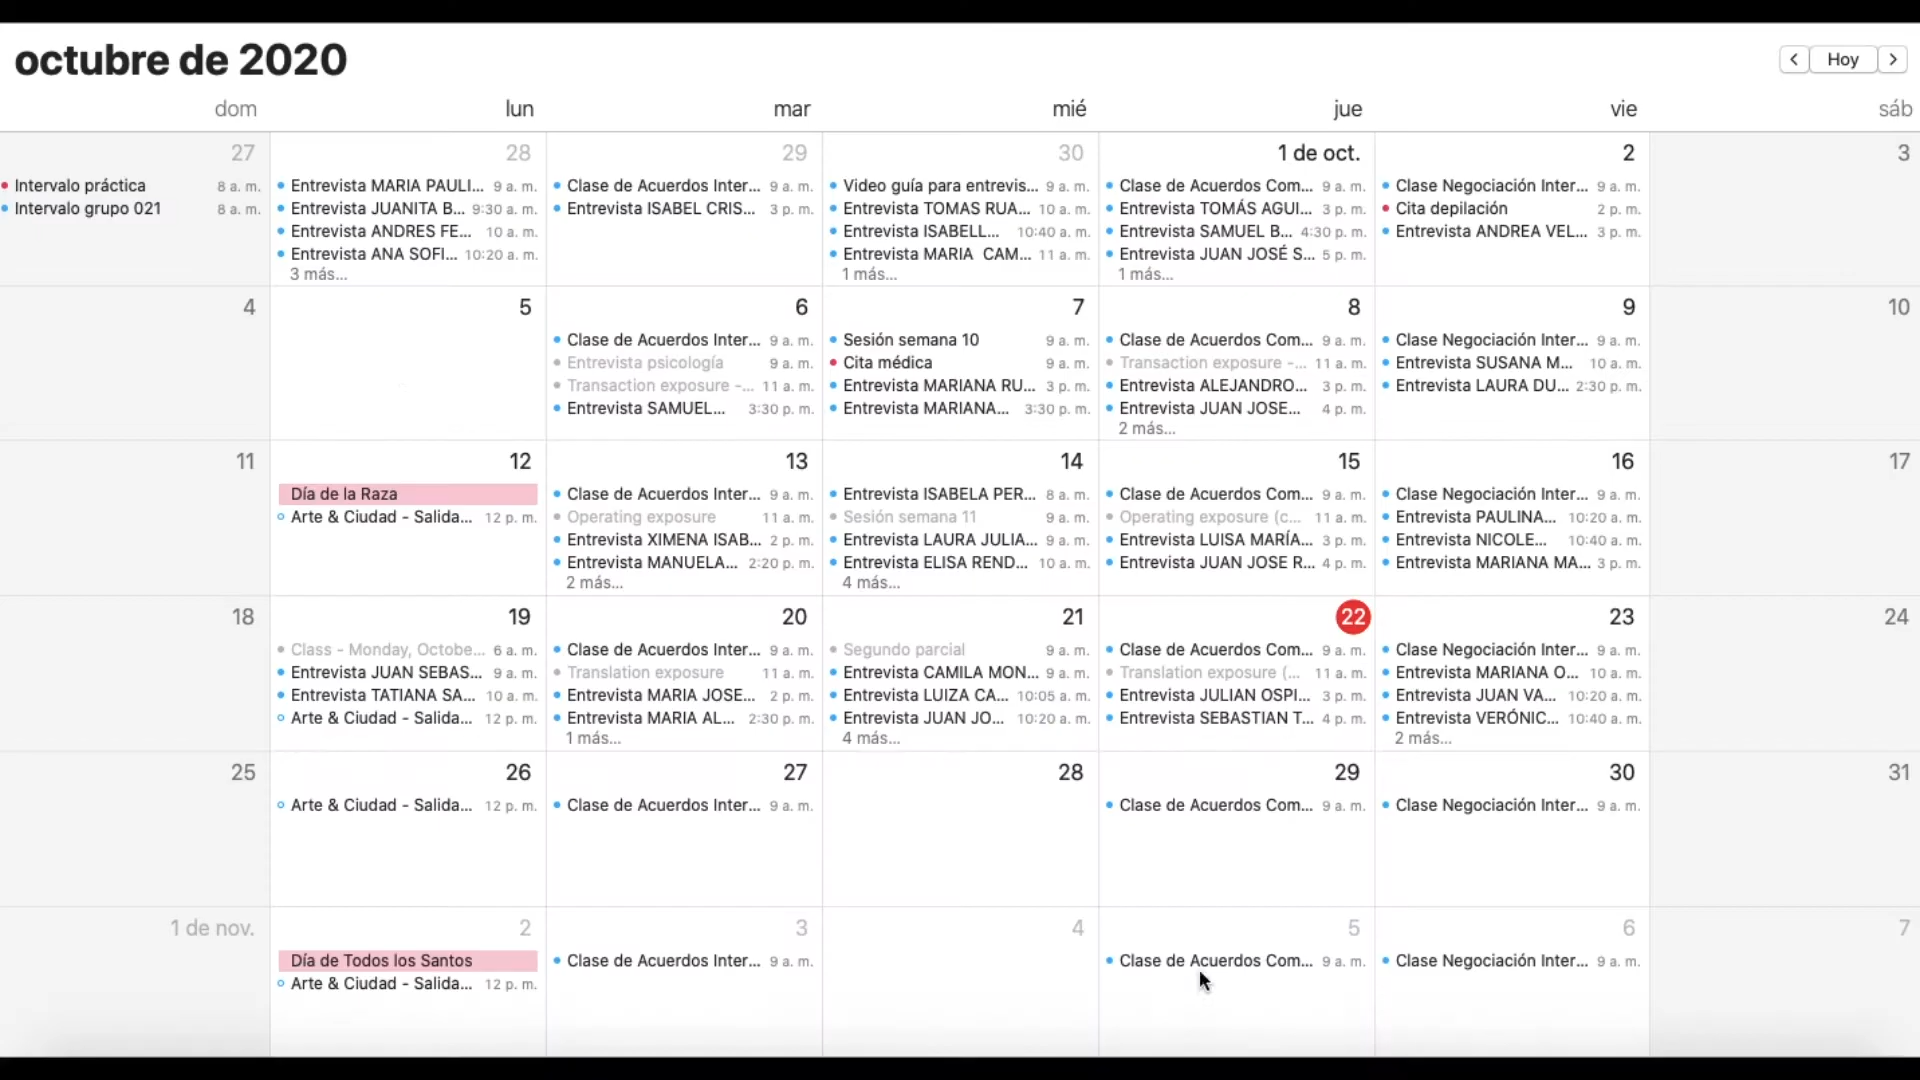 octubre de 2020
< Hoy >
dom lun mar mié jue vie sáb
27 28 29 30 1 de oct. 2 3
Intervalo práctica 8 a. m.
Intervalo grupo 021 8 a. m.
Entrevista MARIA PAULI... 9 a. m.
Entrevista JUANITA B... 9:30 a. m.
Entrevista ANDRES FE... 10 a. m.
Entrevista ANA SOFI... 10:20 a. m.
3 más...
Clase de Acuerdos Inter... 9 a. m.
Entrevista ISABEL CRIS... 3 p. m.
Video guía para entrevis... 9 a. m.
Entrevista TOMAS RUA... 10 a. m.
Entrevista ISABELL... 10:40 a. m.
Entrevista MARIA CAM... 11 a. m.
1 más...
Clase de Acuerdos Com... 9 a. m.
Entrevista TOMÁS AGUI... 3 p. m.
Entrevista SAMUEL B... 4:30 p. m.
Entrevista JUAN JOSÉ S... 5 p. m.
1 más...
Clase Negociación Inter... 9 a. m.
Cita depilación 2 p. m.
Entrevista ANDREA VEL... 3 p. m.
4 5 6 7 8 9 10
Clase de Acuerdos Inter... 9 a. m.
Entrevista psicología 9 a. m.
Transaction exposure -... 11 a. m.
Entrevista SAMUEL... 3:30 p. m.
Sesión semana 10 9 a. m.
Cita médica 9 a. m.
Entrevista MARIANA RU... 3 p. m.
Entrevista MARIANA... 3:30 p. m.
Clase de Acuerdos Com... 9 a. m.
Transaction exposure -... 11 a. m.
Entrevista ALEJANDRO... 3 p. m.
Entrevista JUAN JOSE... 4 p. m.
2 más...
Clase Negociación Inter... 9 a. m.
Entrevista SUSANA M... 10 a. m.
Entrevista LAURA DU... 2:30 p. m.
11 12 13 14 15 16 17
Día de la Raza
Arte & Ciudad - Salida... 12 p. m.
Clase de Acuerdos Inter... 9 a. m.
Operating exposure 11 a. m.
Entrevista XIMENA ISAB... 2 p. m.
Entrevista MANUELA... 2:20 p. m.
2 más...
Entrevista ISABELA PER... 8 a. m.
Sesión semana 11 9 a. m.
Entrevista LAURA JULIA... 9 a. m.
Entrevista ELISA REND... 10 a. m.
4 más...
Clase de Acuerdos Com... 9 a. m.
Operating exposure (c... 11 a. m.
Entrevista LUISA MARÍA... 3 p. m.
Entrevista JUAN JOSE R... 4 p. m.
Clase Negociación Inter... 9 a. m.
Entrevista PAULINA... 10:20 a. m.
Entrevista NICOLE... 10:40 a. m.
Entrevista MARIANA MA... 3 p. m.
18 19 20 21 22 23 24
Class - Monday, Octobe... 6 a. m.
Entrevista JUAN SEBAS... 9 a. m.
Entrevista TATIANA SA... 10 a. m.
Arte & Ciudad - Salida... 12 p. m.
Clase de Acuerdos Inter... 9 a. m.
Translation exposure 11 a. m.
Entrevista MARIA JOSE... 2 p. m.
Entrevista MARIA AL... 2:30 p. m.
1 más...
Segundo parcial 9 a. m.
Entrevista CAMILA MON... 9 a. m.
Entrevista LUIZA CA... 10:05 a. m.
Entrevista JUAN JO... 10:20 a. m.
4 más...
Clase de Acuerdos Com... 9 a. m.
Translation exposure (... 11 a. m.
Entrevista JULIAN OSPI... 3 p. m.
Entrevista SEBASTIAN T... 4 p. m.
Clase Negociación Inter... 9 a. m.
Entrevista MARIANA O... 10 a. m.
Entrevista JUAN VA... 10:20 a. m.
Entrevista VERÓNIC... 10:40 a. m.
2 más...
25 26 27 28 29 30 31
Arte & Ciudad - Salida... 12 p. m.
Clase de Acuerdos Inter... 9 a. m.
Clase de Acuerdos Com... 9 a. m.
Clase Negociación Inter... 9 a. m.
1 de nov. 2 3 4 5 6 7
Día de Todos los Santos
Arte & Ciudad - Salida... 12 p. m.
Clase de Acuerdos Inter... 9 a. m.
Clase de Acuerdos Com... 9 a. m.
Clase Negociación Inter... 9 a. m.